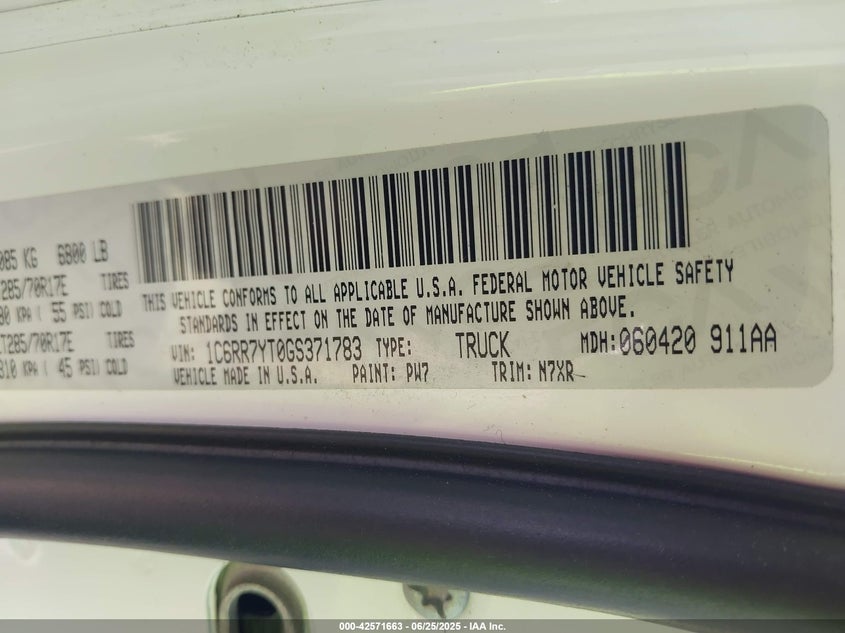 085 KG 6800 LB
285/70R17E TIRES
80 KPA ( 55 PSI) COLD
LT285/70R17E TIRES
310 KPA ( 45 PSI) COLD
THIS VEHICLE CONFORMS TO ALL APPLICABLE U.S.A. FEDERAL MOTOR VEHICLE SAFETY
STANDARDS IN EFFECT ON THE DATE OF MANUFACTURE SHOWN ABOVE.
VIN: 1C6RR7YT0GS371783 TYPE: TRUCK MDH: 060420 911AA
VEHICLE MADE IN U.S.A. PAINT: PW7 TRIM: N7XR
000-42571663 - 06/25/2025 - IAA Inc.